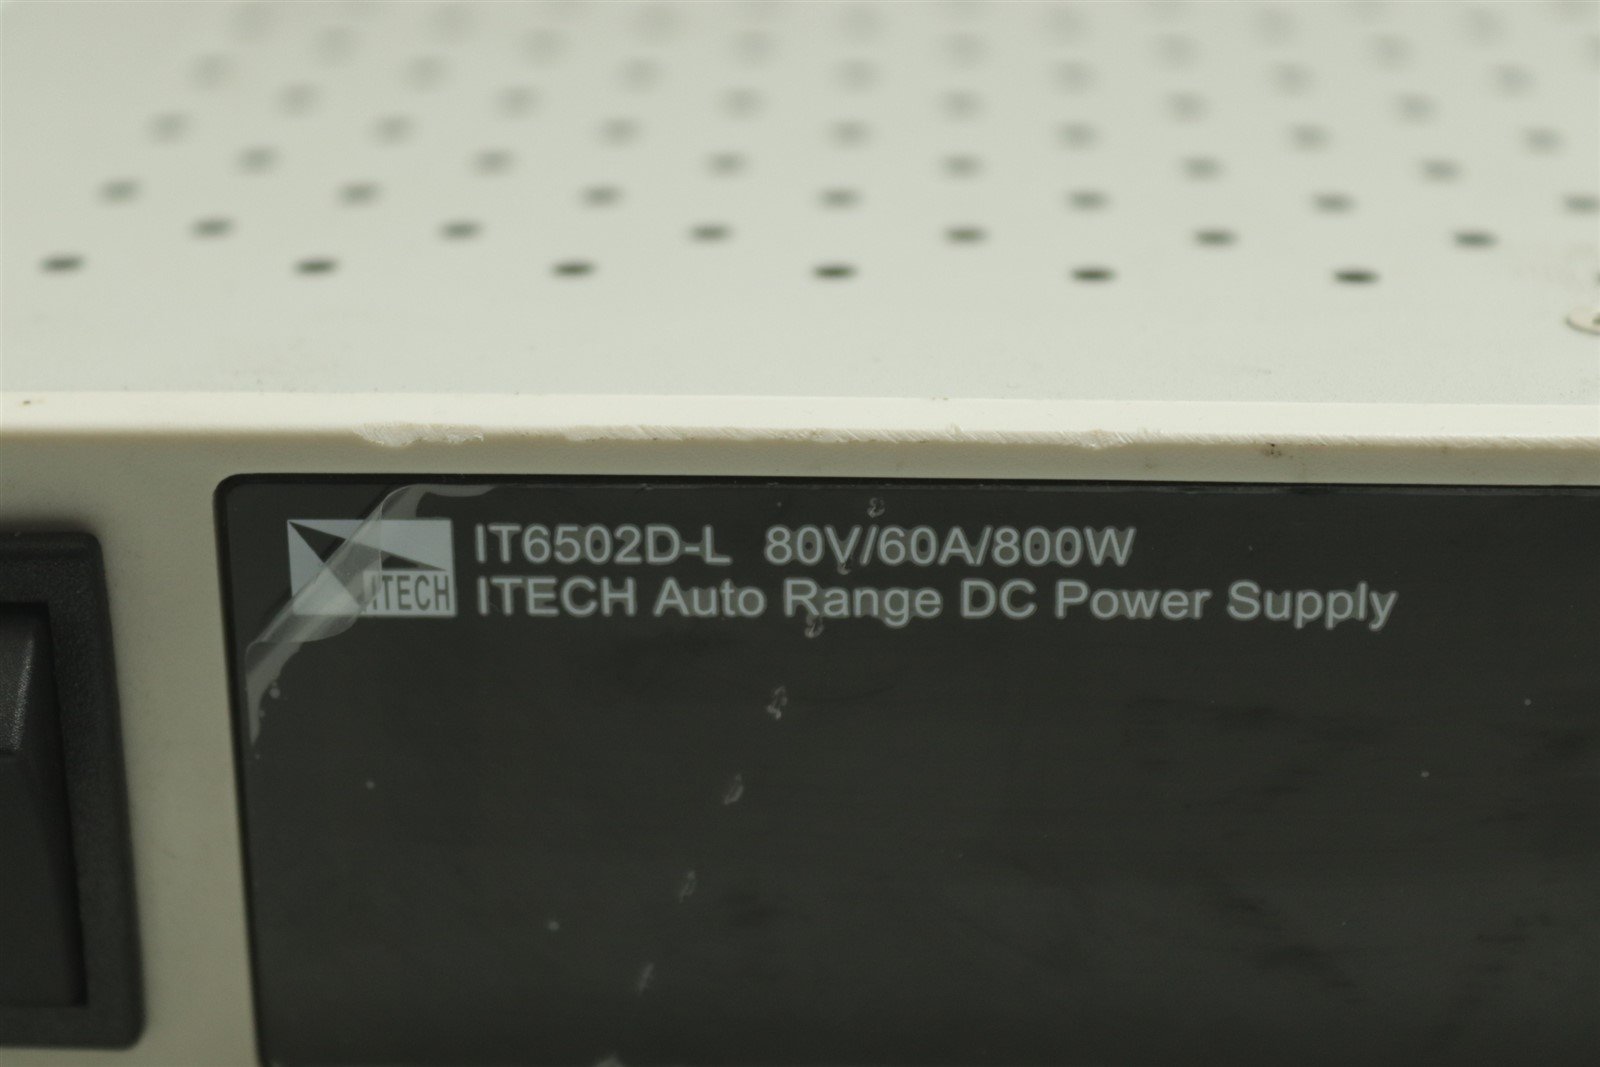 ITECH
IT6502D-L 80V/60A/800W
ITECH Auto Range DC Power Supply